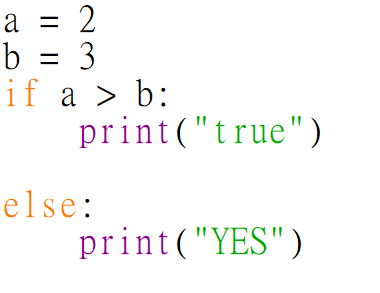 a = 2
b = 3
if a > b:
    print("true")
else:
    print("YES")